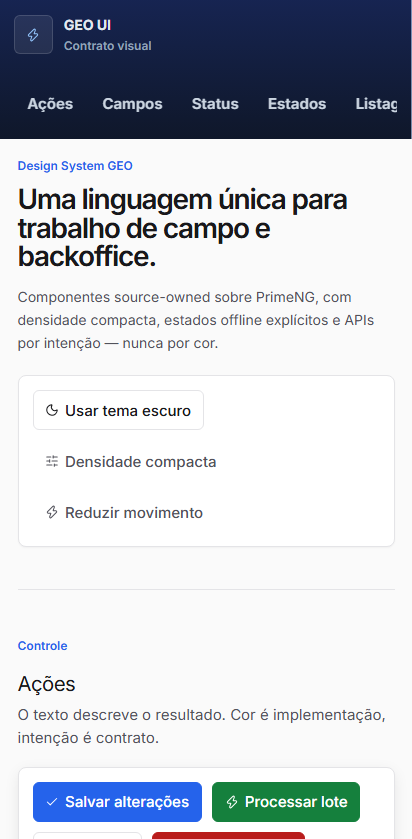 GEO UI
Contrato visual
Ações Campos Status Estados Listag
Design System GEO
Uma linguagem única para
trabalho de campo e
backoffice.
Componentes source-owned sobre PrimeNG, com
densidade compacta, estados offline explícitos e APIs
por intenção — nunca por cor.
Usar tema escuro
Densidade compacta
Reduzir movimento
Controle
Ações
O texto descreve o resultado. Cor é implementação,
intenção é contrato.
Salvar alterações Processar lote